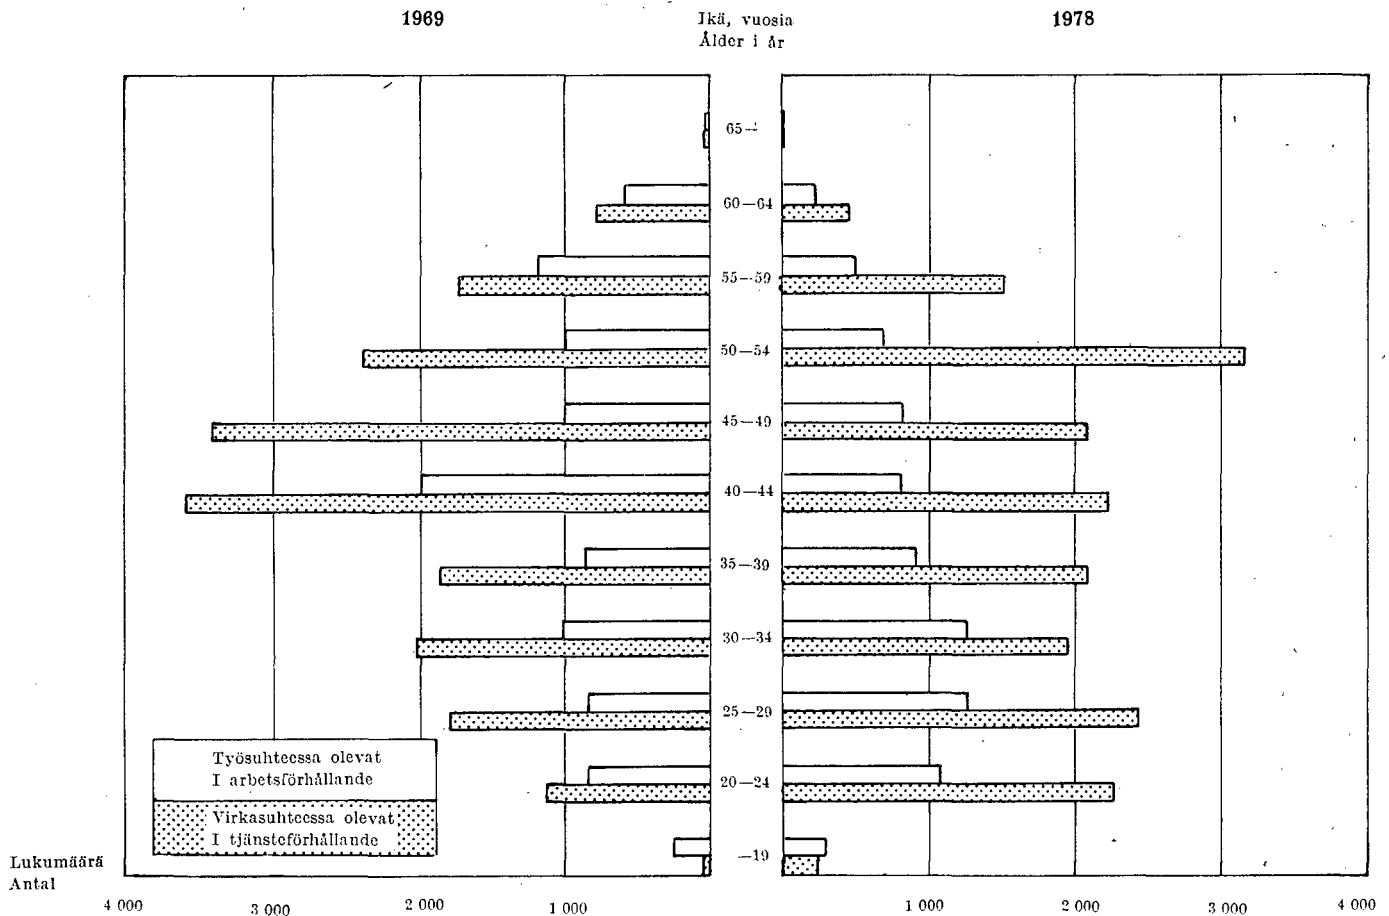 1969
Ikä, vuosia
Ålder i år
1978
65—
60—64
55—59
50—54
45—49
40—44
35—39
30—34
25—29
20—24
—19
Työsuhteessa olevat
I arbetsförhållande
Virkasuhteessa olevat
I tjänsteförhållande
Lukumäärä
Antal
4 000 3 000 2 000 1 000 1 000 2 000 3 000 4 000